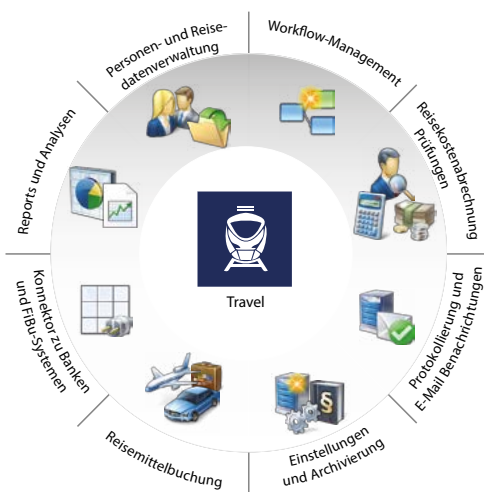 Personen- und Reise-
datenverwaltung
Workflow-Management
Reisekostenabrechnung
Prüfungen
Protokollierung und
E-Mail Benachrichtungen
Einstellungen
und Archivierung
Reisemittelbuchung
Konnektor zu Banken
und FiBu-Systemen
Reports und Analysen
Travel
§